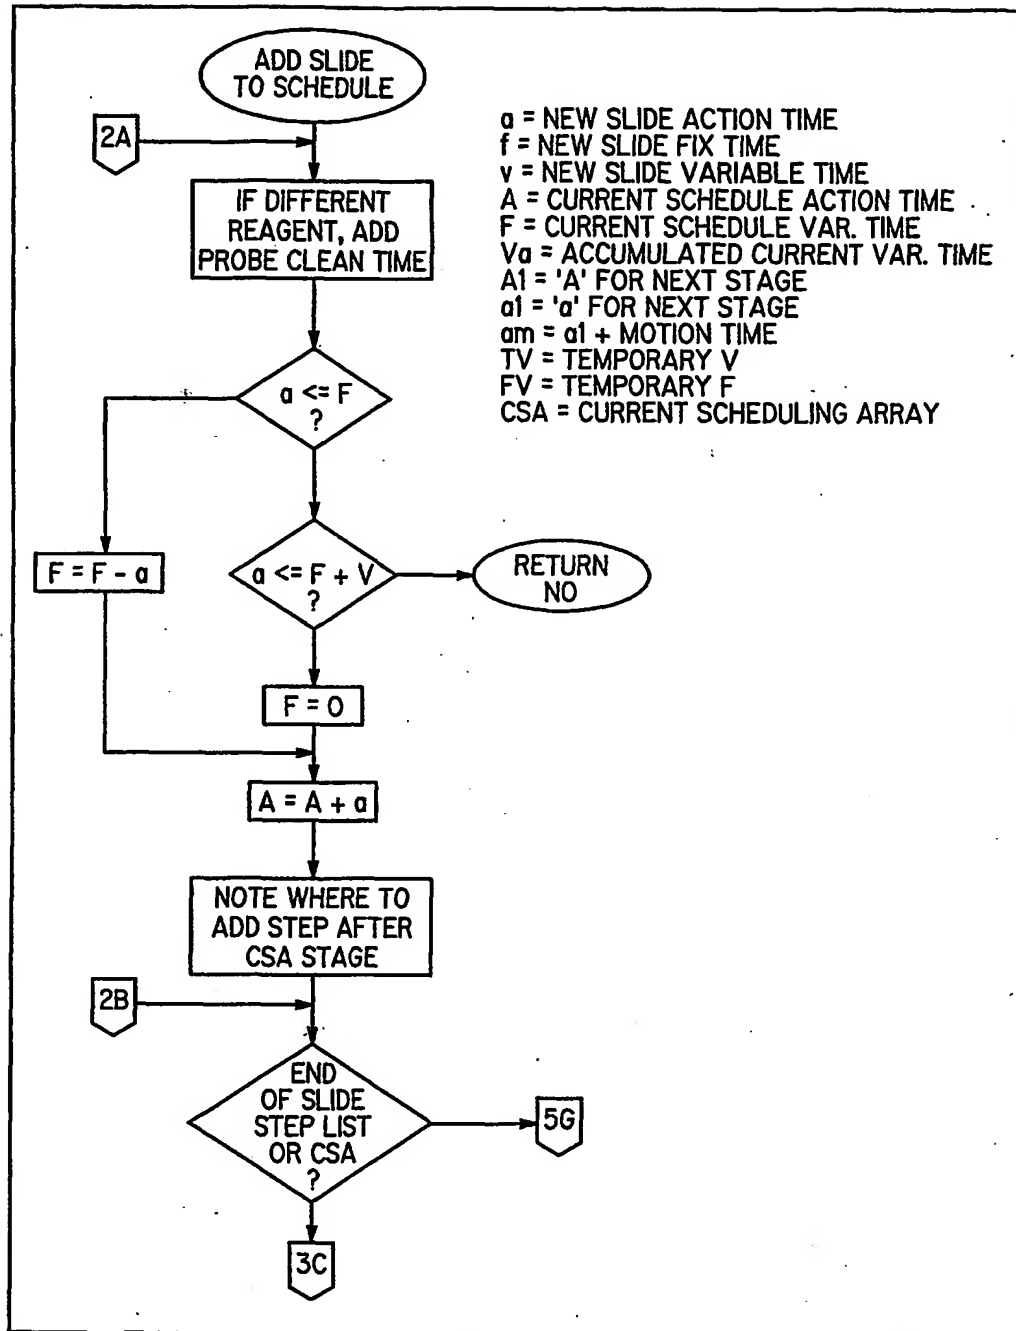 ADD SLIDE
TO SCHEDULE
2A
a = NEW SLIDE ACTION TIME
f = NEW SLIDE FIX TIME
v = NEW SLIDE VARIABLE TIME
A = CURRENT SCHEDULE ACTION TIME
F = CURRENT SCHEDULE VAR. TIME
Va = ACCUMULATED CURRENT VAR. TIME
A1 = 'A' FOR NEXT STAGE
a1 = 'a' FOR NEXT STAGE
am = a1 + MOTION TIME
TV = TEMPORARY V
FV = TEMPORARY F
CSA = CURRENT SCHEDULING ARRAY
IF DIFFERENT
REAGENT, ADD
PROBE CLEAN TIME
a <= F
?
F = F - a
a <= F + V
?
RETURN
NO
F = 0
A = A + a
NOTE WHERE TO
ADD STEP AFTER
CSA STAGE
2B
END
OF SLIDE
STEP LIST
OR CSA
?
5G
3C